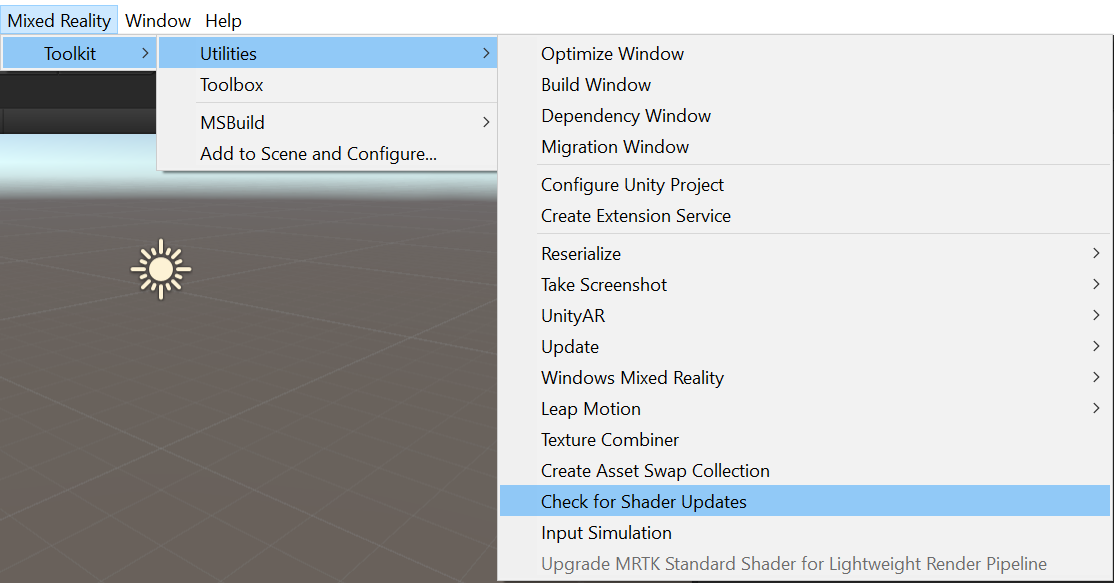 Mixed Reality Window Help
Toolkit
Utilities
Toolbox
MSBuild
Add to Scene and Configure...
Optimize Window
Build Window
Dependency Window
Migration Window
Configure Unity Project
Create Extension Service
Reserialize
Take Screenshot
UnityAR
Update
Windows Mixed Reality
Leap Motion
Texture Combiner
Create Asset Swap Collection
Check for Shader Updates
Input Simulation
Upgrade MRTK Standard Shader for Lightweight Render Pipeline